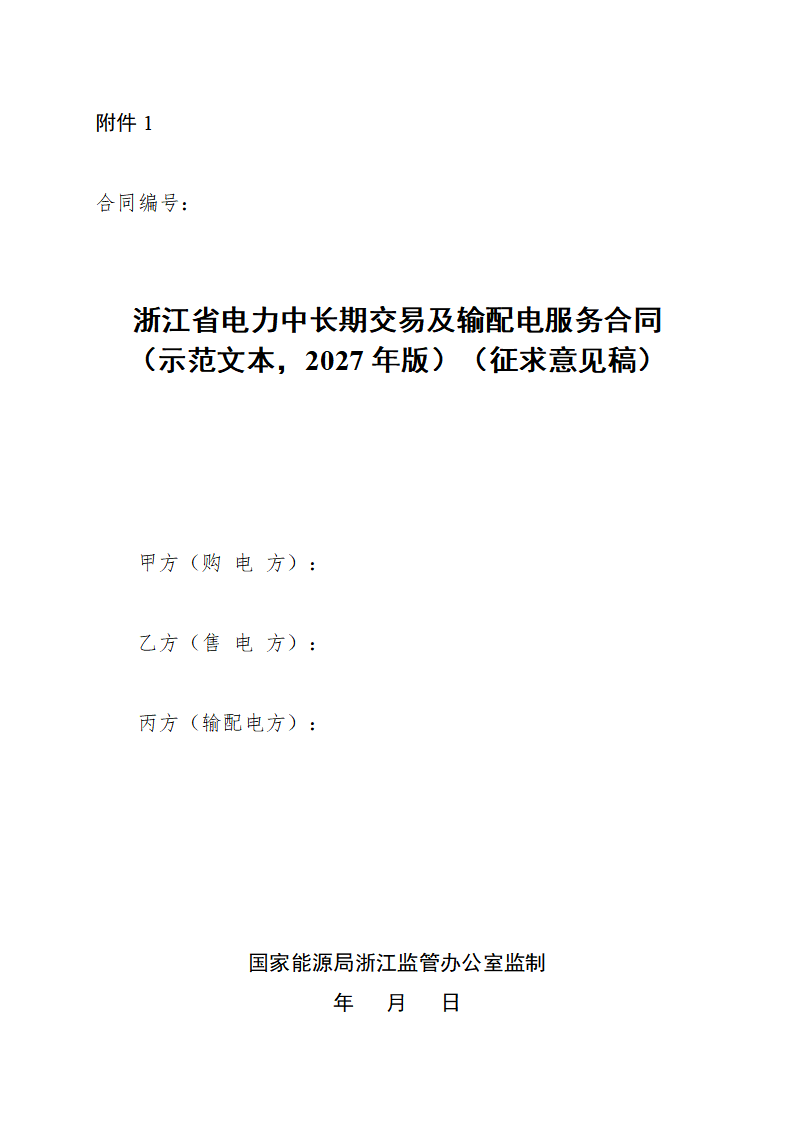 附件 1
合同编号：
浙江省电力中长期交易及输配电服务合同
（示范文本，2027 年版）（征求意见稿）
甲方（购 电 方）：
乙方（售 电 方）：
丙方（输配电方）：
国家能源局浙江监管办公室监制
年 月 日